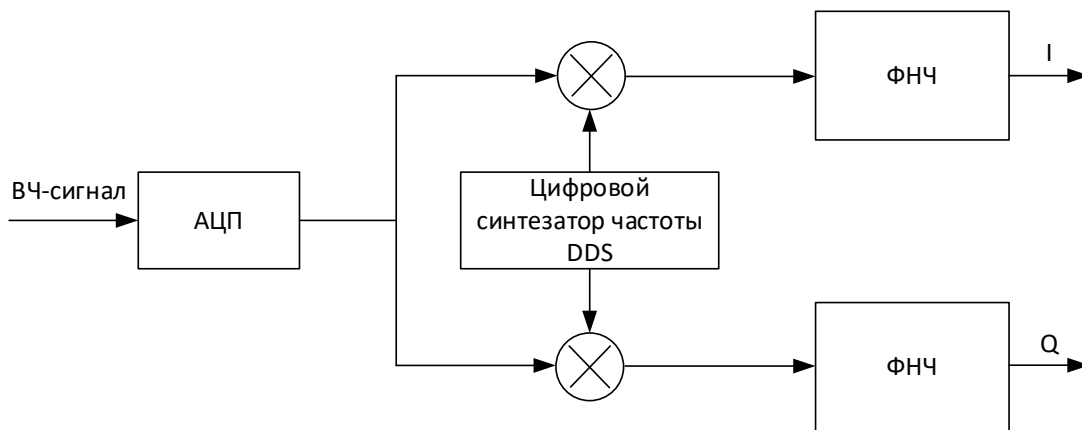 ВЧ-сигнал
АЦП
Цифровой
синтезатор частоты
DDS
ФНЧ
I
ФНЧ
Q